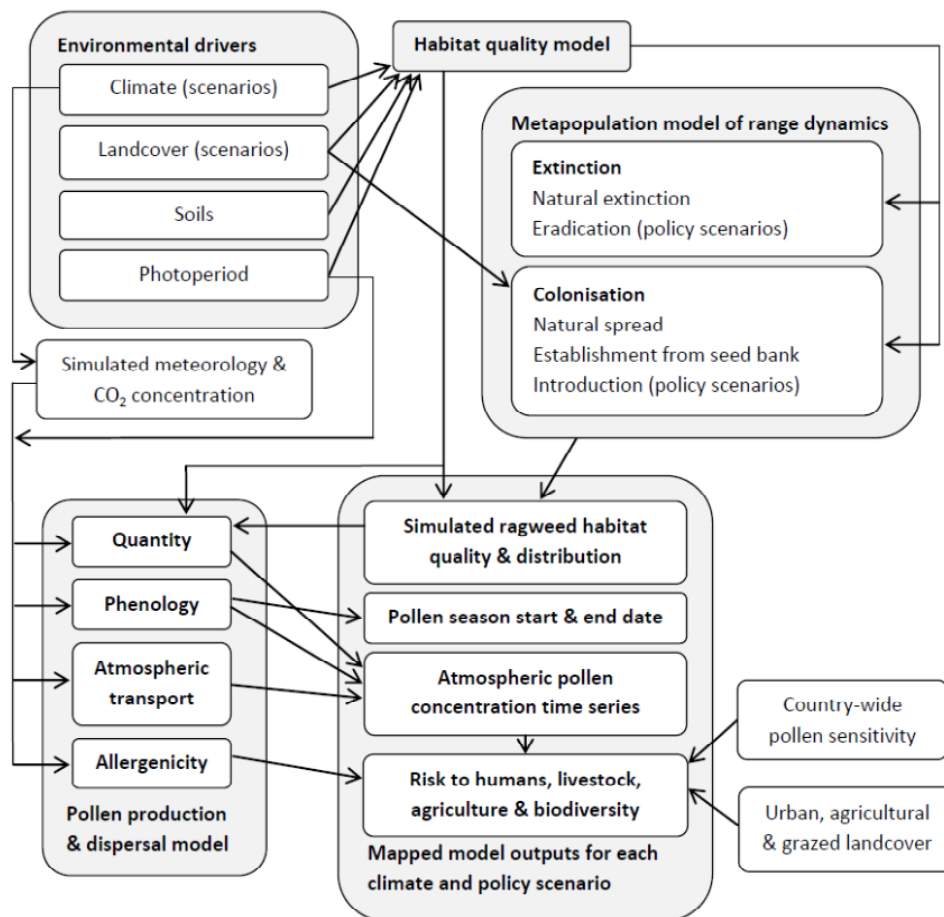 Environmental drivers
Climate (scenarios)
Landcover (scenarios)
Soils
Photoperiod
Habitat quality model
Metapopulation model of range dynamics
Extinction
Natural extinction
Eradication (policy scenarios)
Colonisation
Natural spread
Establishment from seed bank
Introduction (policy scenarios)
Simulated meteorology &
CO₂ concentration
Quantity
Phenology
Atmospheric
transport
Allergenicity
Pollen production
& dispersal model
Simulated ragweed habitat
quality & distribution
Pollen season start & end date
Atmospheric pollen
concentration time series
Risk to humans, livestock,
agriculture & biodiversity
Mapped model outputs for each
climate and policy scenario
Country-wide
pollen sensitivity
Urban, agricultural
& grazed landcover